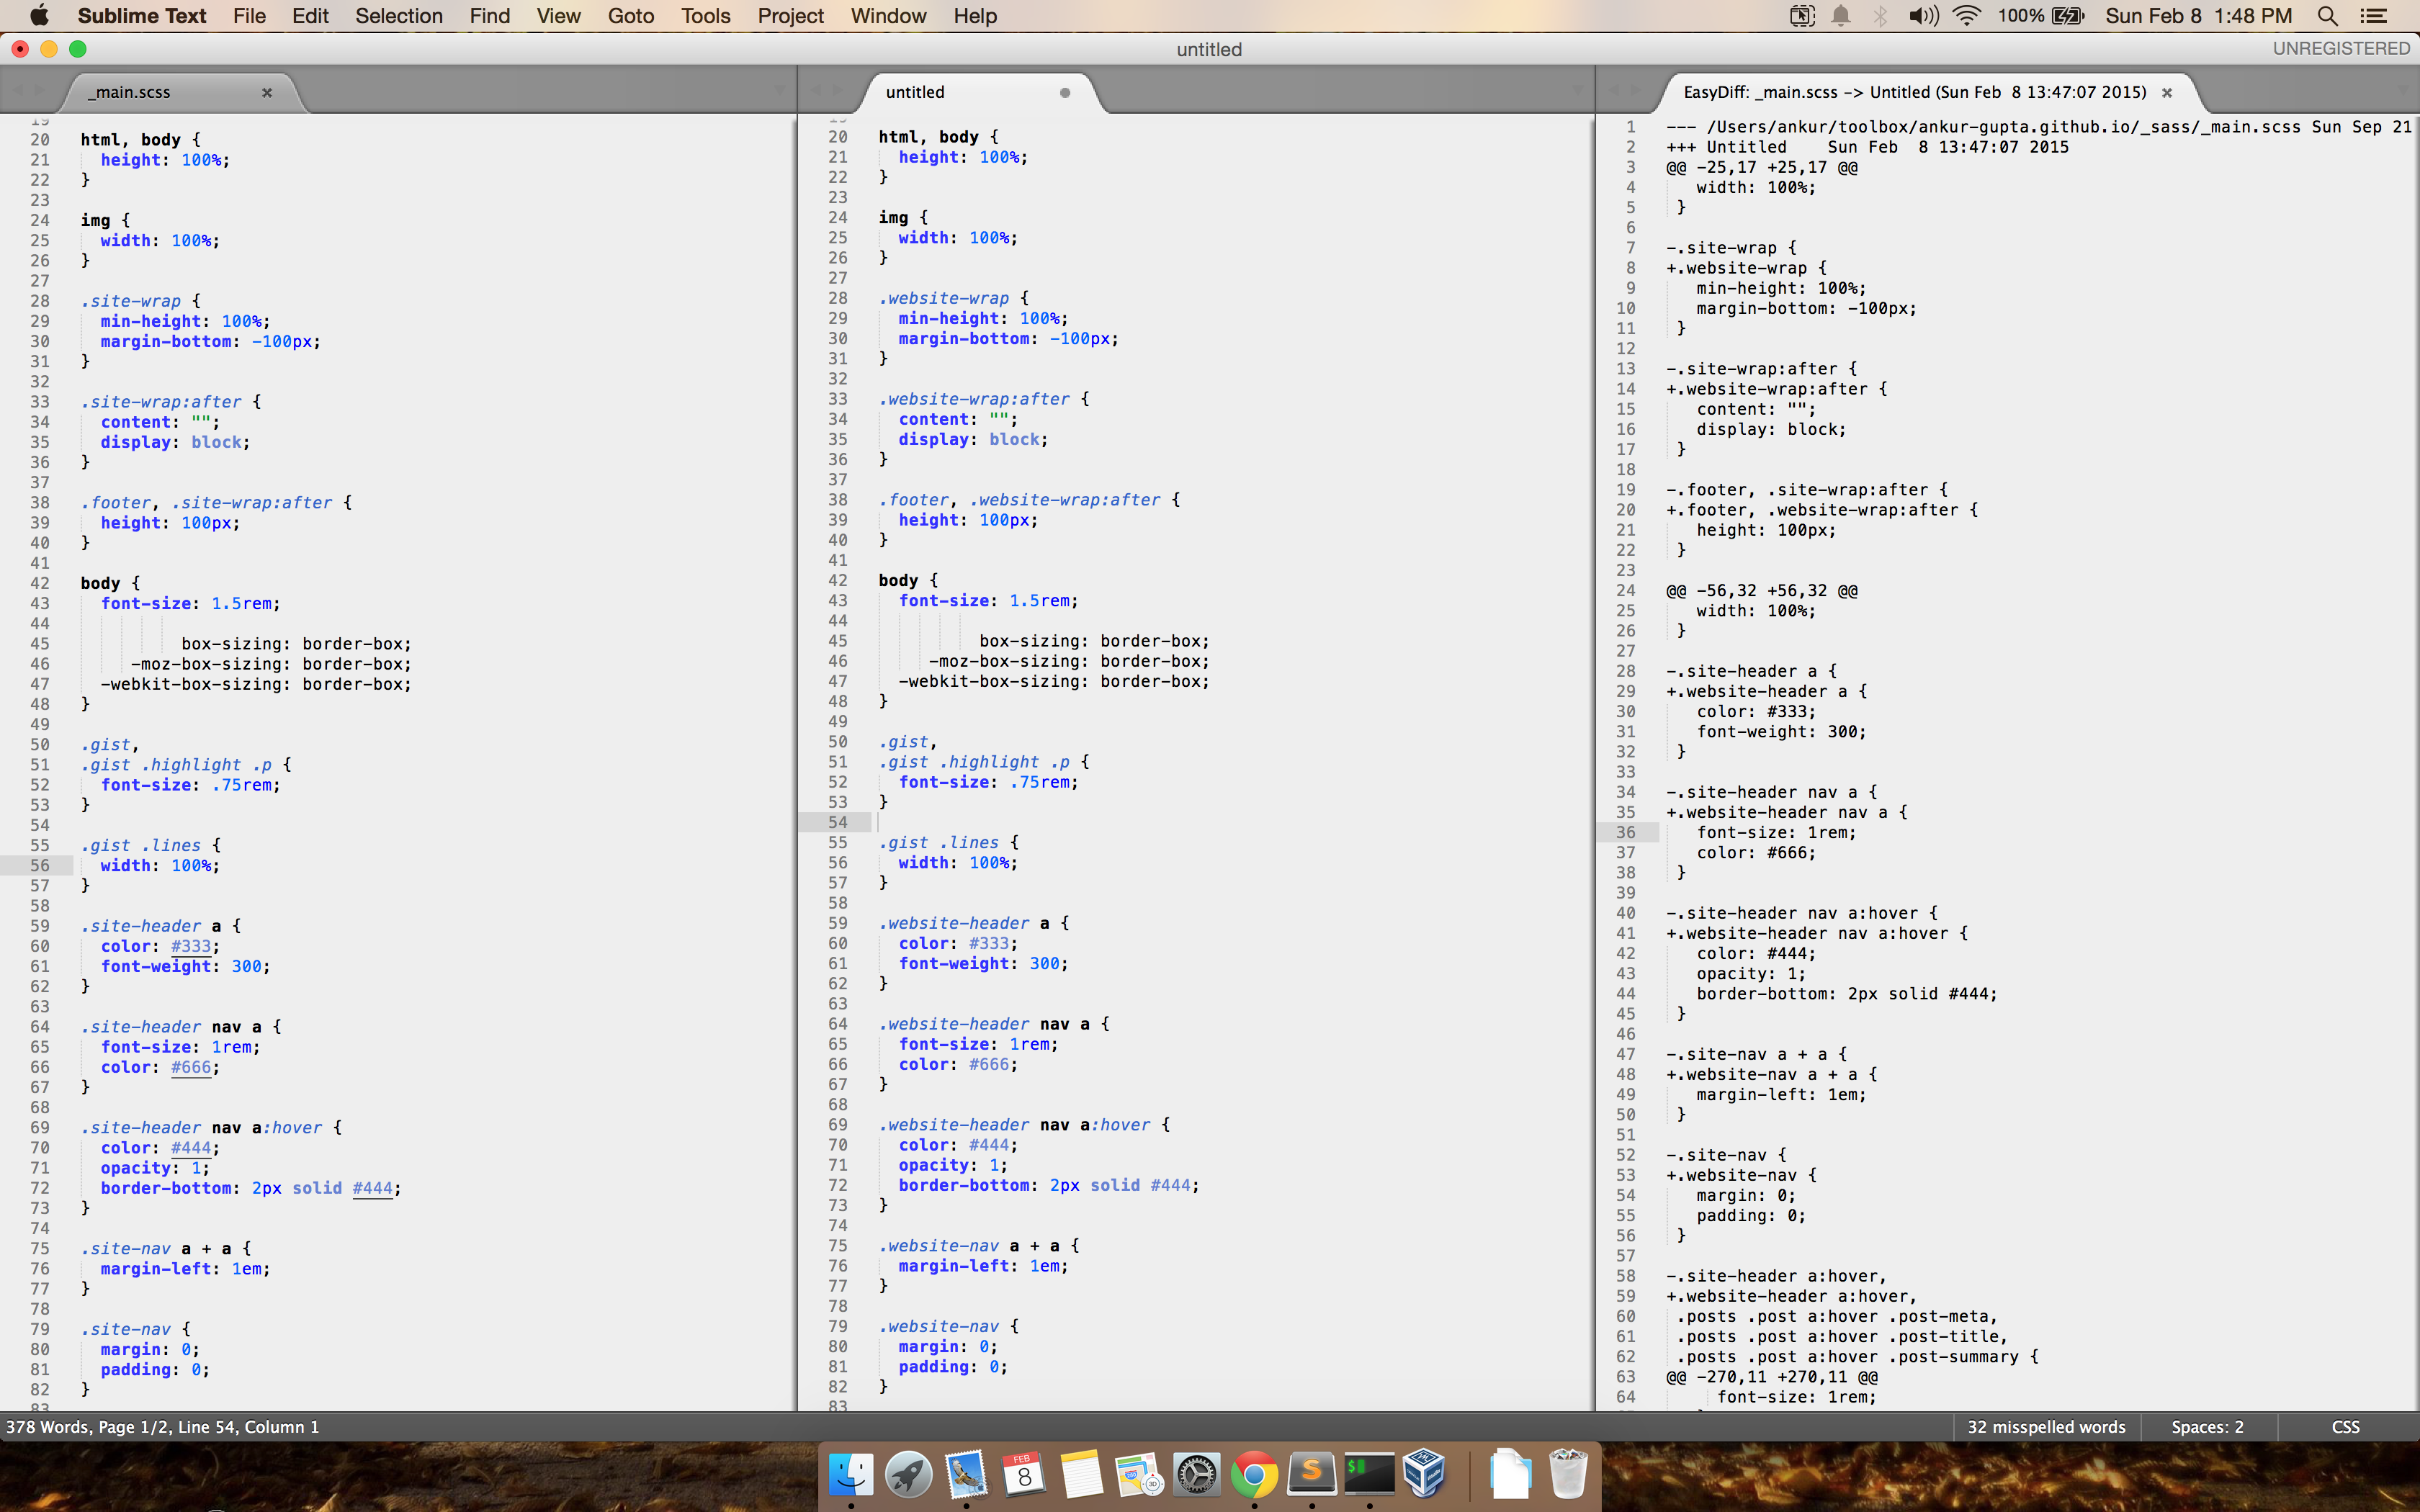 Sublime Text File Edit Selection Find View Goto Tools Project Window Help 100% Sun Feb 8 1:48 PM
untitled UNREGISTERED
_main.scss
19
20 html, body {
21 height: 100%;
22 }
23
24 img {
25 width: 100%;
26 }
27
28 .site-wrap {
29 min-height: 100%;
30 margin-bottom: -100px;
31 }
32
33 .site-wrap:after {
34 content: "";
35 display: block;
36 }
37
38 .footer, .site-wrap:after {
39 height: 100px;
40 }
41
42 body {
43 font-size: 1.5rem;
44
45 box-sizing: border-box;
46 -moz-box-sizing: border-box;
47 -webkit-box-sizing: border-box;
48 }
49
50 .gist,
51 .gist .highlight .p {
52 font-size: .75rem;
53 }
54
55 .gist .lines {
56 width: 100%;
57 }
58
59 .site-header a {
60 color: #333;
61 font-weight: 300;
62 }
63
64 .site-header nav a {
65 font-size: 1rem;
66 color: #666;
67 }
68
69 .site-header nav a:hover {
70 color: #444;
71 opacity: 1;
72 border-bottom: 2px solid #444;
73 }
74
75 .site-nav a + a {
76 margin-left: 1em;
77 }
78
79 .site-nav {
80 margin: 0;
81 padding: 0;
82 }
83
untitled
19
20 html, body {
21 height: 100%;
22 }
23
24 img {
25 width: 100%;
26 }
27
28 .website-wrap {
29 min-height: 100%;
30 margin-bottom: -100px;
31 }
32
33 .website-wrap:after {
34 content: "";
35 display: block;
36 }
37
38 .footer, .website-wrap:after {
39 height: 100px;
40 }
41
42 body {
43 font-size: 1.5rem;
44
45 box-sizing: border-box;
46 -moz-box-sizing: border-box;
47 -webkit-box-sizing: border-box;
48 }
49
50 .gist,
51 .gist .highlight .p {
52 font-size: .75rem;
53 }
54
55 .gist .lines {
56 width: 100%;
57 }
58
59 .website-header a {
60 color: #333;
61 font-weight: 300;
62 }
63
64 .website-header nav a {
65 font-size: 1rem;
66 color: #666;
67 }
68
69 .website-header nav a:hover {
70 color: #444;
71 opacity: 1;
72 border-bottom: 2px solid #444;
73 }
74
75 .website-nav a + a {
76 margin-left: 1em;
77 }
78
79 .website-nav {
80 margin: 0;
81 padding: 0;
82 }
83
EasyDiff: _main.scss -> Untitled (Sun Feb 8 13:47:07 2015)
1 --- /Users/ankur/toolbox/ankur-gupta.github.io/_sass/_main.scss Sun Sep 21
2 +++ Untitled Sun Feb 8 13:47:07 2015
3 @@ -25,17 +25,17 @@
4 width: 100%;
5 }
6
7 -.site-wrap {
8 +.website-wrap {
9 min-height: 100%;
10 margin-bottom: -100px;
11 }
12
13 -.site-wrap:after {
14 +.website-wrap:after {
15 content: "";
16 display: block;
17 }
18
19 -.footer, .site-wrap:after {
20 +.footer, .website-wrap:after {
21 height: 100px;
22 }
23
24 @@ -56,32 +56,32 @@
25 width: 100%;
26 }
27
28 -.site-header a {
29 +.website-header a {
30 color: #333;
31 font-weight: 300;
32 }
33
34 -.site-header nav a {
35 +.website-header nav a {
36 font-size: 1rem;
37 color: #666;
38 }
39
40 -.site-header nav a:hover {
41 +.website-header nav a:hover {
42 color: #444;
43 opacity: 1;
44 border-bottom: 2px solid #444;
45 }
46
47 -.site-nav a + a {
48 +.website-nav a + a {
49 margin-left: 1em;
50 }
51
52 -.site-nav {
53 +.website-nav {
54 margin: 0;
55 padding: 0;
56 }
57
58 -.site-header a:hover,
59 +.website-header a:hover,
60 .posts .post a:hover .post-meta,
61 .posts .post a:hover .post-title,
62 .posts .post a:hover .post-summary {
63 @@ -270,11 +270,11 @@
64 font-size: 1rem;
378 Words, Page 1/2, Line 54, Column 1 32 misspelled words Spaces: 2 CSS
FEB
8